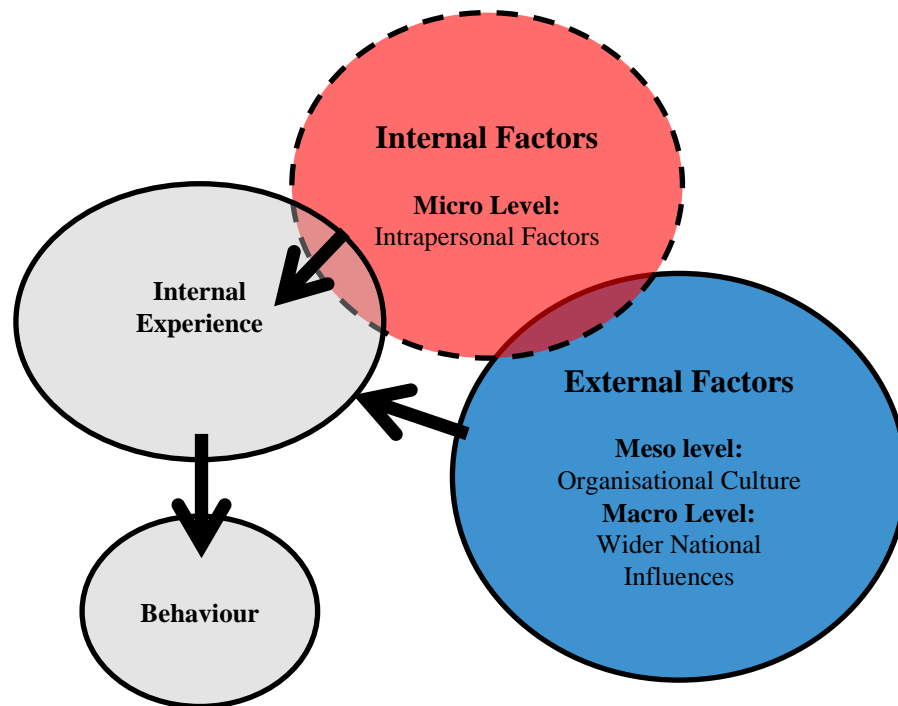 Internal Factors
Micro Level:
Intrapersonal Factors
Internal
Experience
External Factors
Meso level:
Organisational Culture
Macro Level:
Wider National
Influences
Behaviour